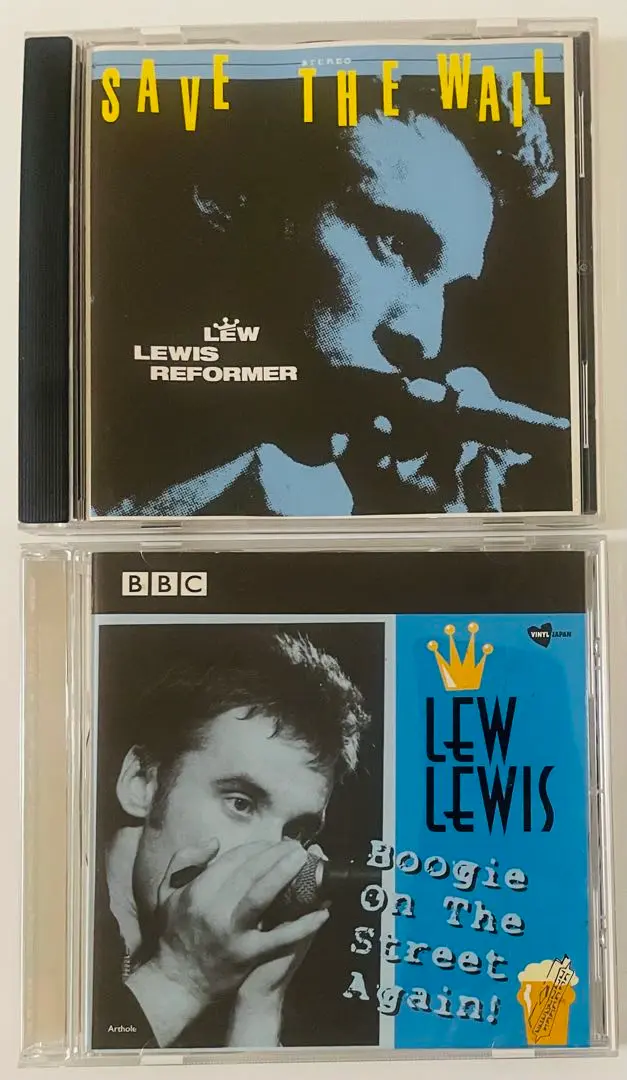 STEREO
SAVE THE WAIL
LEW
LEWIS
REFORMER
BBC
VINYL JAPAN
LEW
LEWIS
Boogie
On The
Street
Again!
Arthole